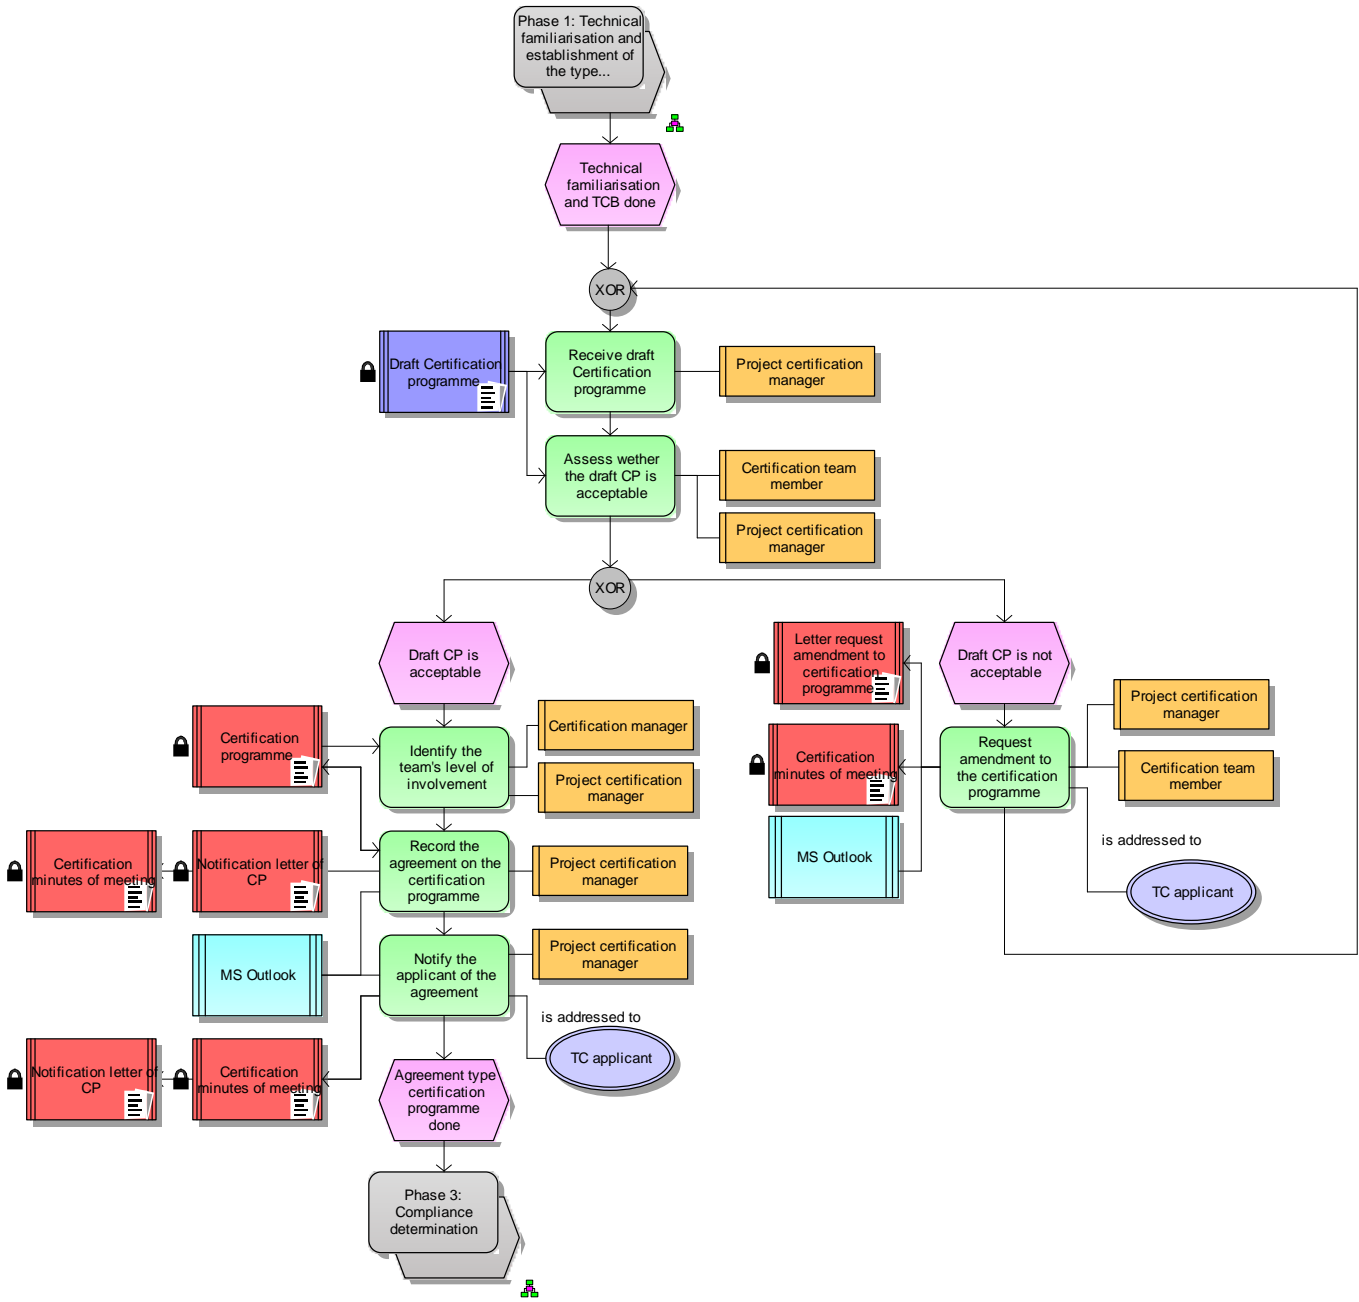 Phase 1: Technical
familiarisation and
establishment of
the type...
Technical
familiarisation
and TCB done
XOR
Draft Certification
programme
Receive draft
Certification
programme
Project certification
manager
Assess wether
the draft CP is
acceptable
Certification team
member
Project certification
manager
XOR
Draft CP is
acceptable
Letter request
amendment to
certification
programme
Draft CP is not
acceptable
Certification
programme
Identify the
team's level of
involvement
Certification manager
Project certification
manager
Certification
minutes of meeting
Request
amendment to
the certification
programme
Project certification
manager
Certification team
member
Certification
minutes of meeting
Notification letter of
CP
Record the
agreement on the
certification
programme
Project certification
manager
MS Outlook
is addressed to
TC applicant
MS Outlook
Notify the
applicant of the
agreement
Project certification
manager
is addressed to
TC applicant
Notification letter of
CP
Certification
minutes of meeting
Agreement type
certification
programme
done
Phase 3:
Compliance
determination